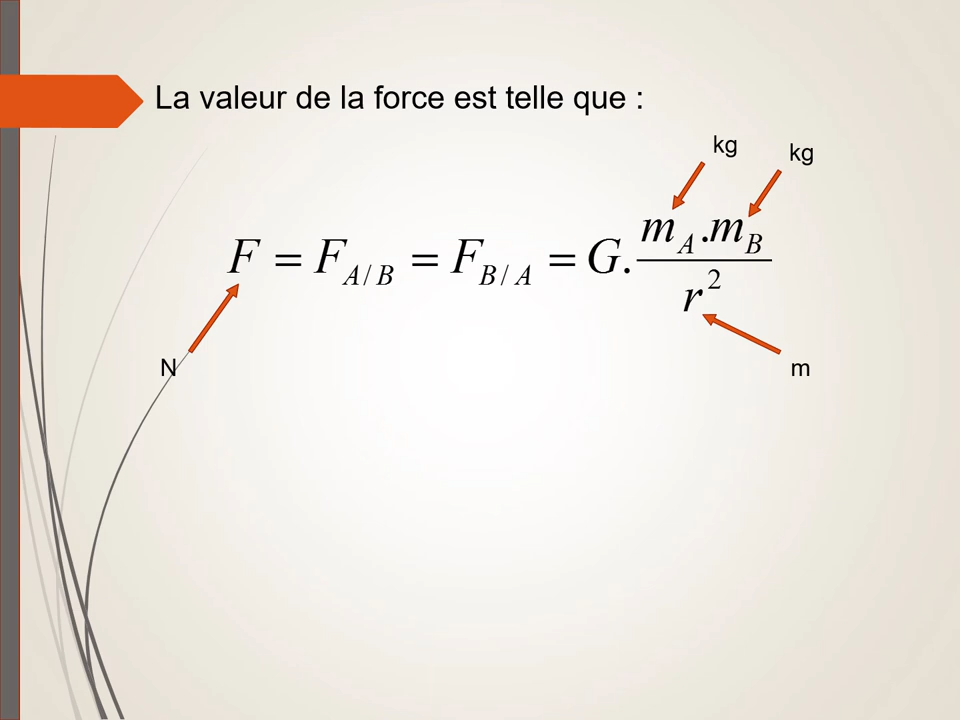 La valeur de la force est telle que :
kg
kg
F = F_{A/B} = F_{B/A} = G. \frac{m_A . m_B}{r^2}
N
m